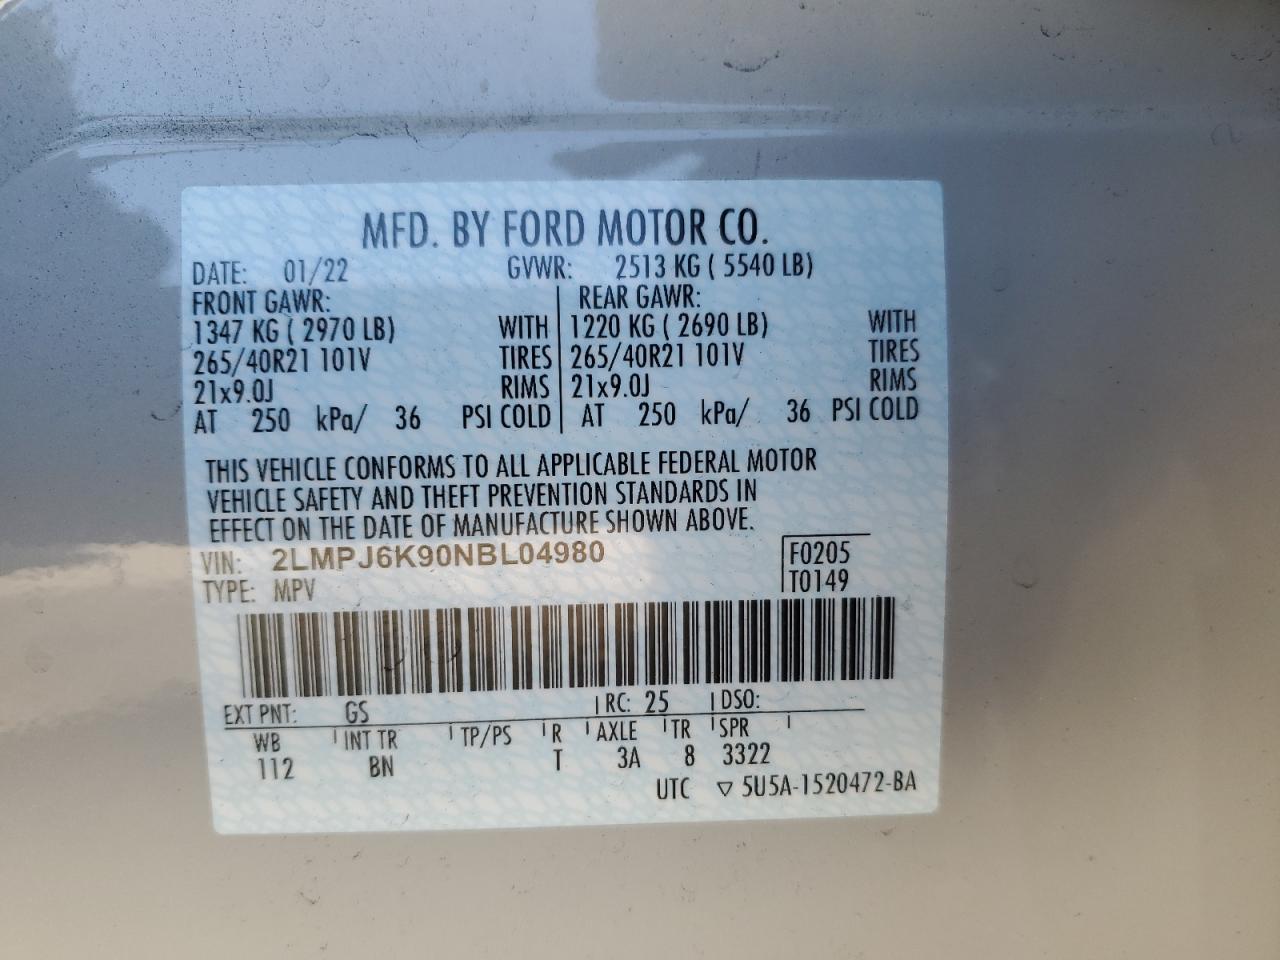 MFD. BY FORD MOTOR CO.
DATE: 01/22 GVWR: 2513 KG ( 5540 LB)
FRONT GAWR: REAR GAWR:
1347 KG ( 2970 LB) WITH 1220 KG ( 2690 LB) WITH
265/40R21 101V TIRES 265/40R21 101V TIRES
21x9.0J RIMS 21x9.0J RIMS
AT 250 kPa/ 36 PSI COLD AT 250 kPa/ 36 PSI COLD
THIS VEHICLE CONFORMS TO ALL APPLICABLE FEDERAL MOTOR
VEHICLE SAFETY AND THEFT PREVENTION STANDARDS IN
EFFECT ON THE DATE OF MANUFACTURE SHOWN ABOVE.
VIN: 2LMPJ6K90NBL04980 F0205
TYPE: MPV T0149
EXT PNT: GS RC: 25 DSO:
WB INT TR TP/PS R AXLE TR SPR
112 BN T 3A 8 3322
UTC ▽ 5U5A-1520472-BA